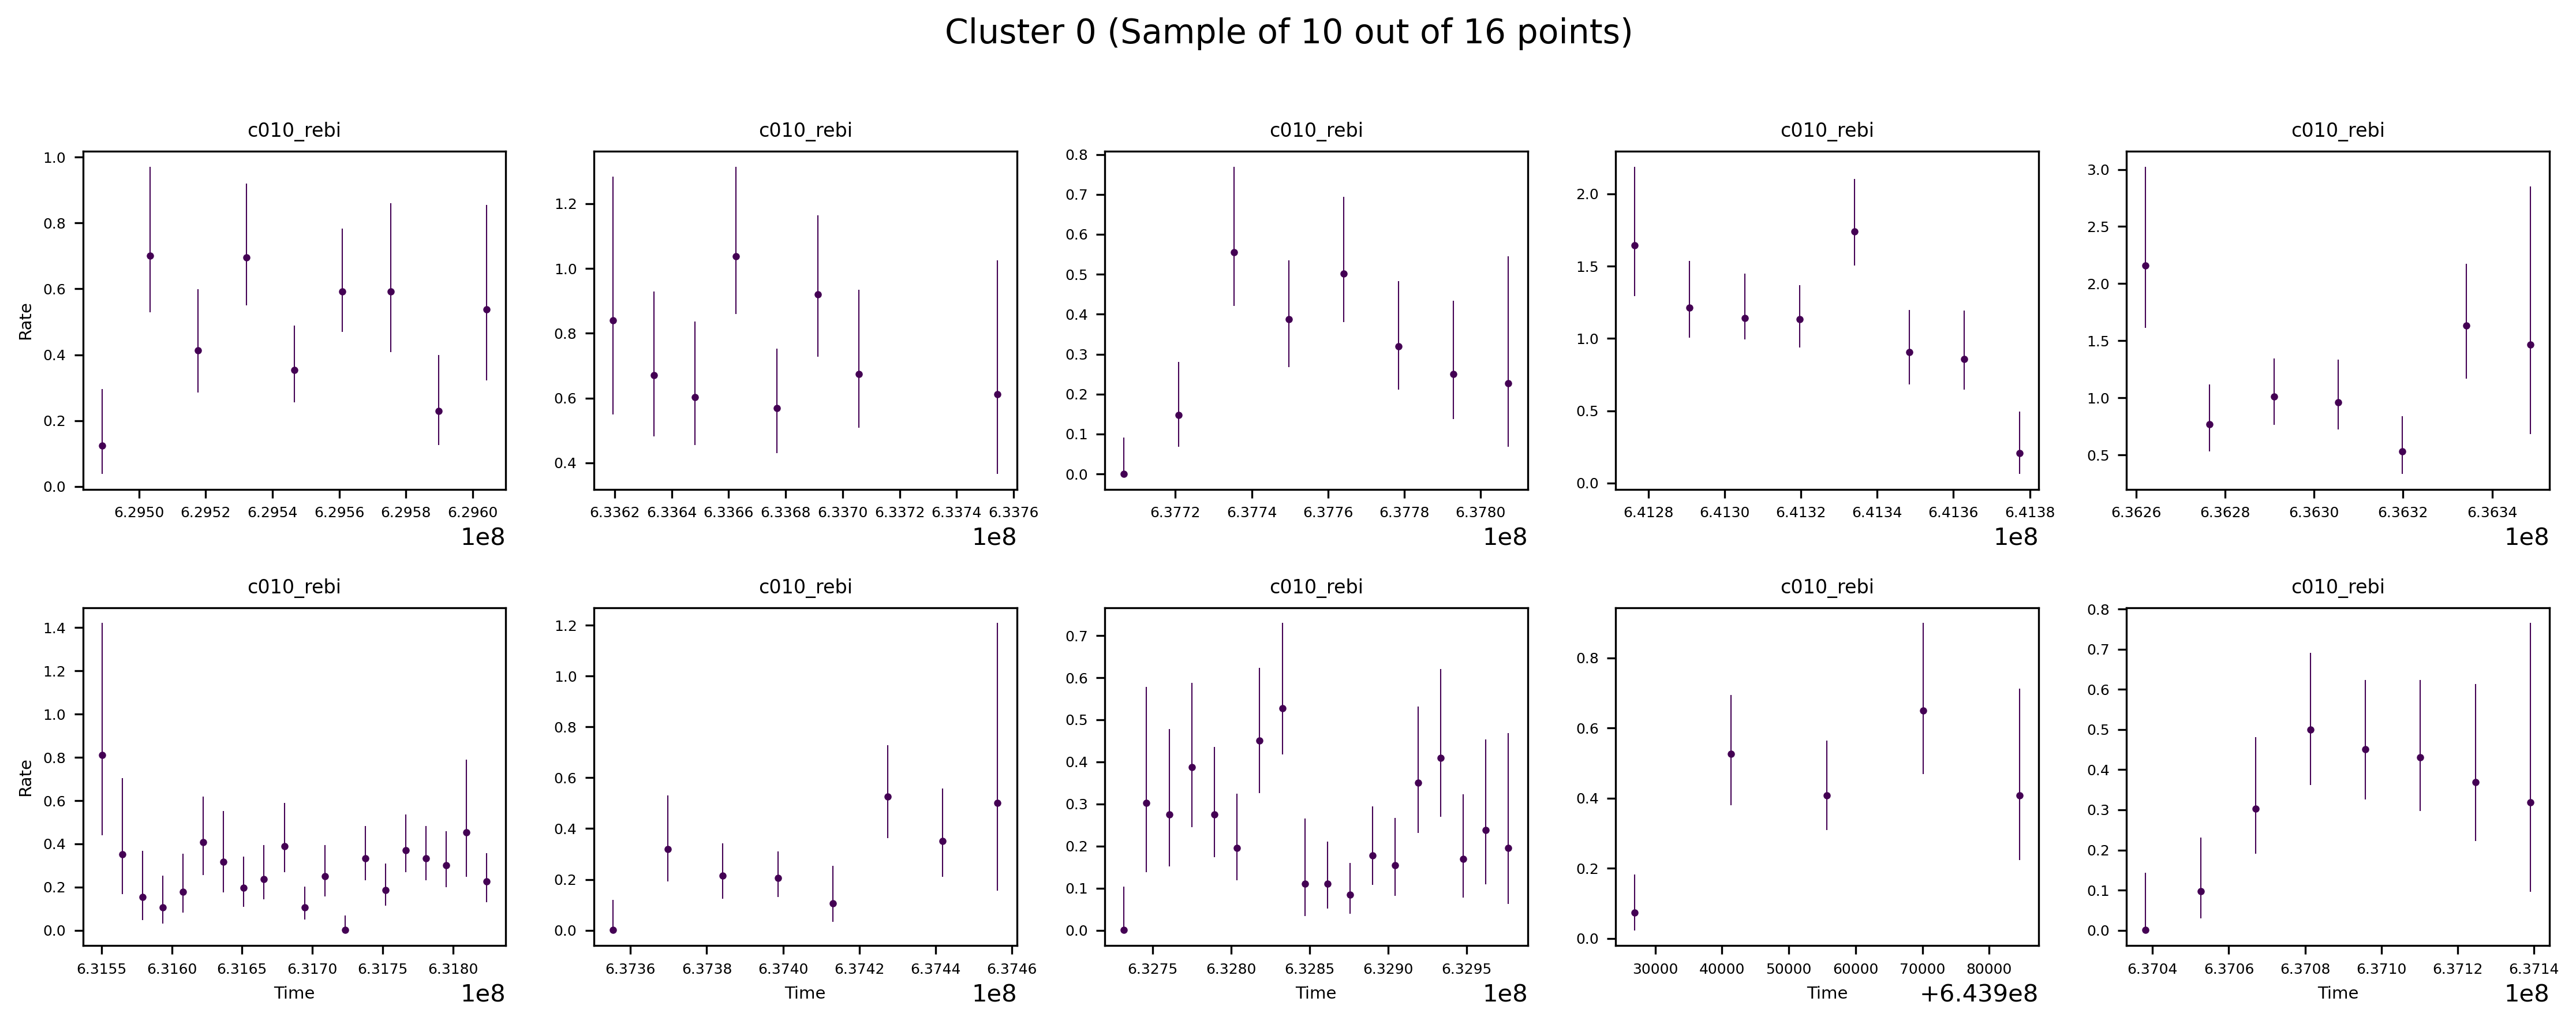 Cluster 0 (Sample of 10 out of 16 points)
c010_rebi c010_rebi c010_rebi c010_rebi c010_rebi
1.0 0.8 0.6 0.4 0.2 0.0
Rate
6.2950 6.2952 6.2954 6.2956 6.2958 6.2960
1e8
1.2 1.0 0.8 0.6 0.4
6.3362 6.3364 6.3366 6.3368 6.3370 6.3372 6.3374 6.3376
1e8
0.8 0.7 0.6 0.5 0.4 0.3 0.2 0.1 0.0
6.3772 6.3774 6.3776 6.3778 6.3780
1e8
2.0 1.5 1.0 0.5 0.0
6.4128 6.4130 6.4132 6.4134 6.4136 6.4138
1e8
3.0 2.5 2.0 1.5 1.0 0.5
6.3626 6.3628 6.3630 6.3632 6.3634
1e8
c010_rebi c010_rebi c010_rebi c010_rebi c010_rebi
1.4 1.2 1.0 0.8 0.6 0.4 0.2 0.0
Rate
6.3155 6.3160 6.3165 6.3170 6.3175 6.3180
Time 1e8
1.2 1.0 0.8 0.6 0.4 0.2 0.0
6.3736 6.3738 6.3740 6.3742 6.3744 6.3746
Time 1e8
0.7 0.6 0.5 0.4 0.3 0.2 0.1 0.0
6.3275 6.3280 6.3285 6.3290 6.3295
Time 1e8
0.8 0.6 0.4 0.2 0.0
30000 40000 50000 60000 70000 80000
Time +6.439e8
0.8 0.7 0.6 0.5 0.4 0.3 0.2 0.1 0.0
6.3704 6.3706 6.3708 6.3710 6.3712 6.3714
Time 1e8